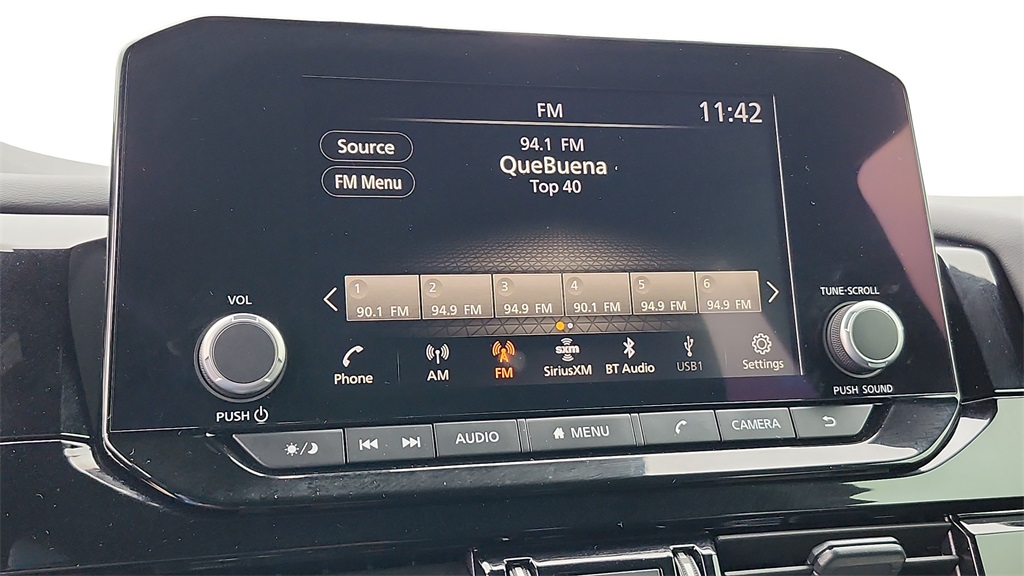 FM 11:42
Source
94.1 FM
QueBuena
FM Menu
Top 40
VOL
TUNE·SCROLL
1 2 3 4 5 6
90.1 FM 94.9 FM 94.9 FM 90.1 FM 94.9 FM 94.9 FM
Phone AM FM sxm SiriusXM BT Audio USB1 Settings
PUSH
PUSH SOUND
AUDIO MENU CAMERA